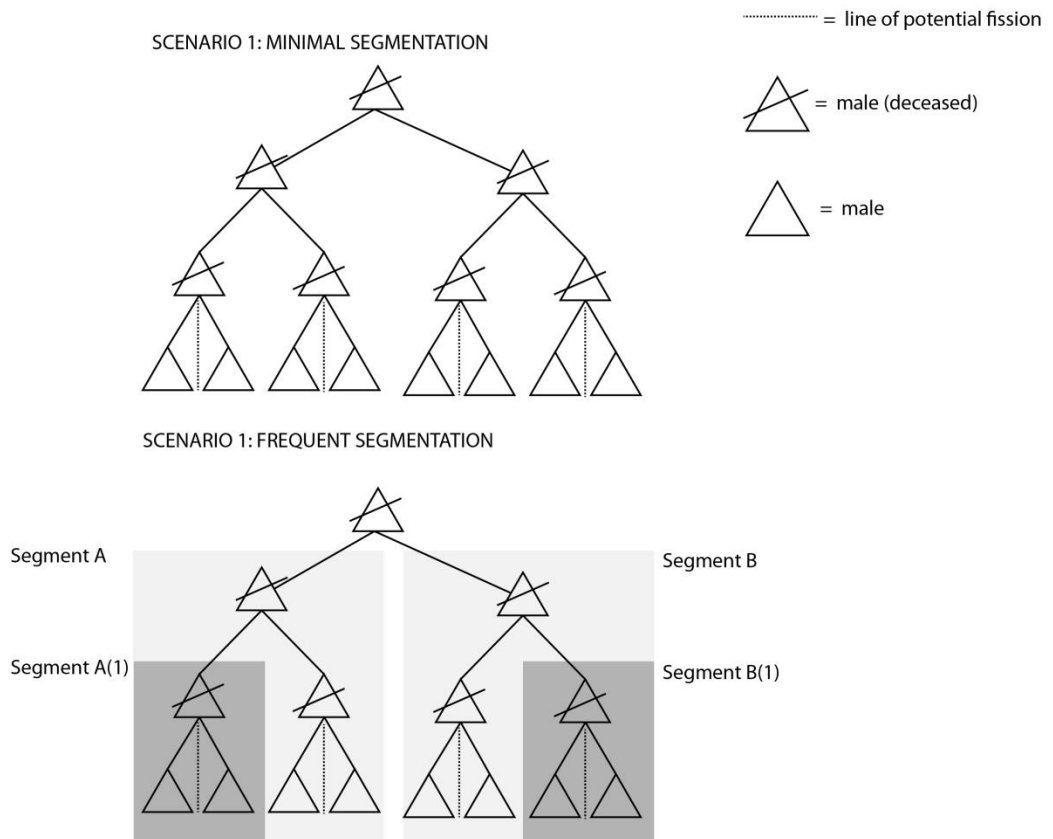 = line of potential fission
SCENARIO 1: MINIMAL SEGMENTATION
= male (deceased)
= male
SCENARIO 1: FREQUENT SEGMENTATION
Segment A
Segment B
Segment A(1)
Segment B(1)